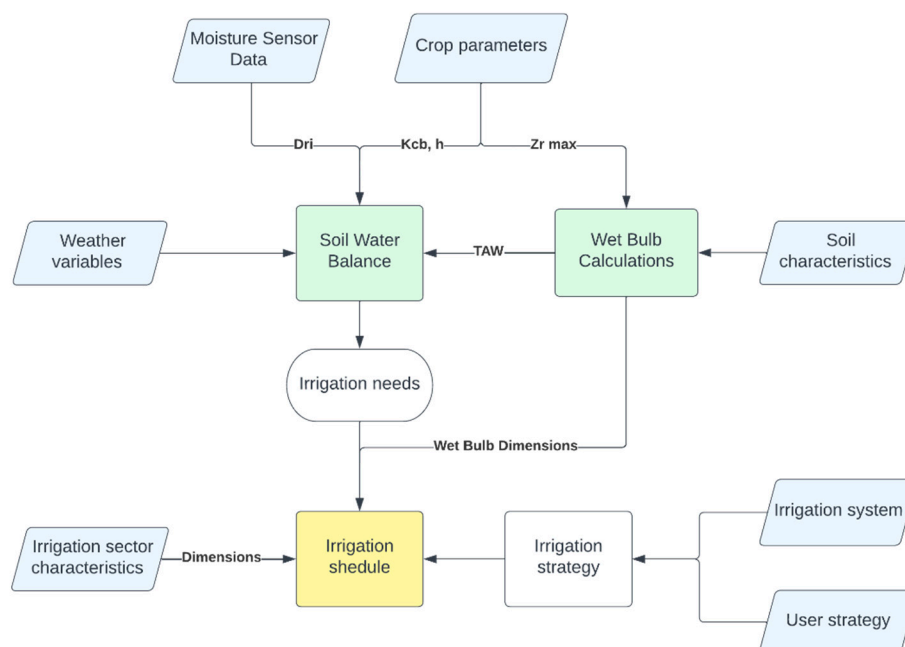 Moisture Sensor
Data
Crop parameters
Dri
Kcb, h
Zr max
Weather
variables
Soil Water
Balance
TAW
Wet Bulb
Calculations
Soil
characteristics
Irrigation needs
Wet Bulb Dimensions
Irrigation sector
characteristics
Dimensions
Irrigation
shedule
Irrigation
strategy
Irrigation system
User strategy